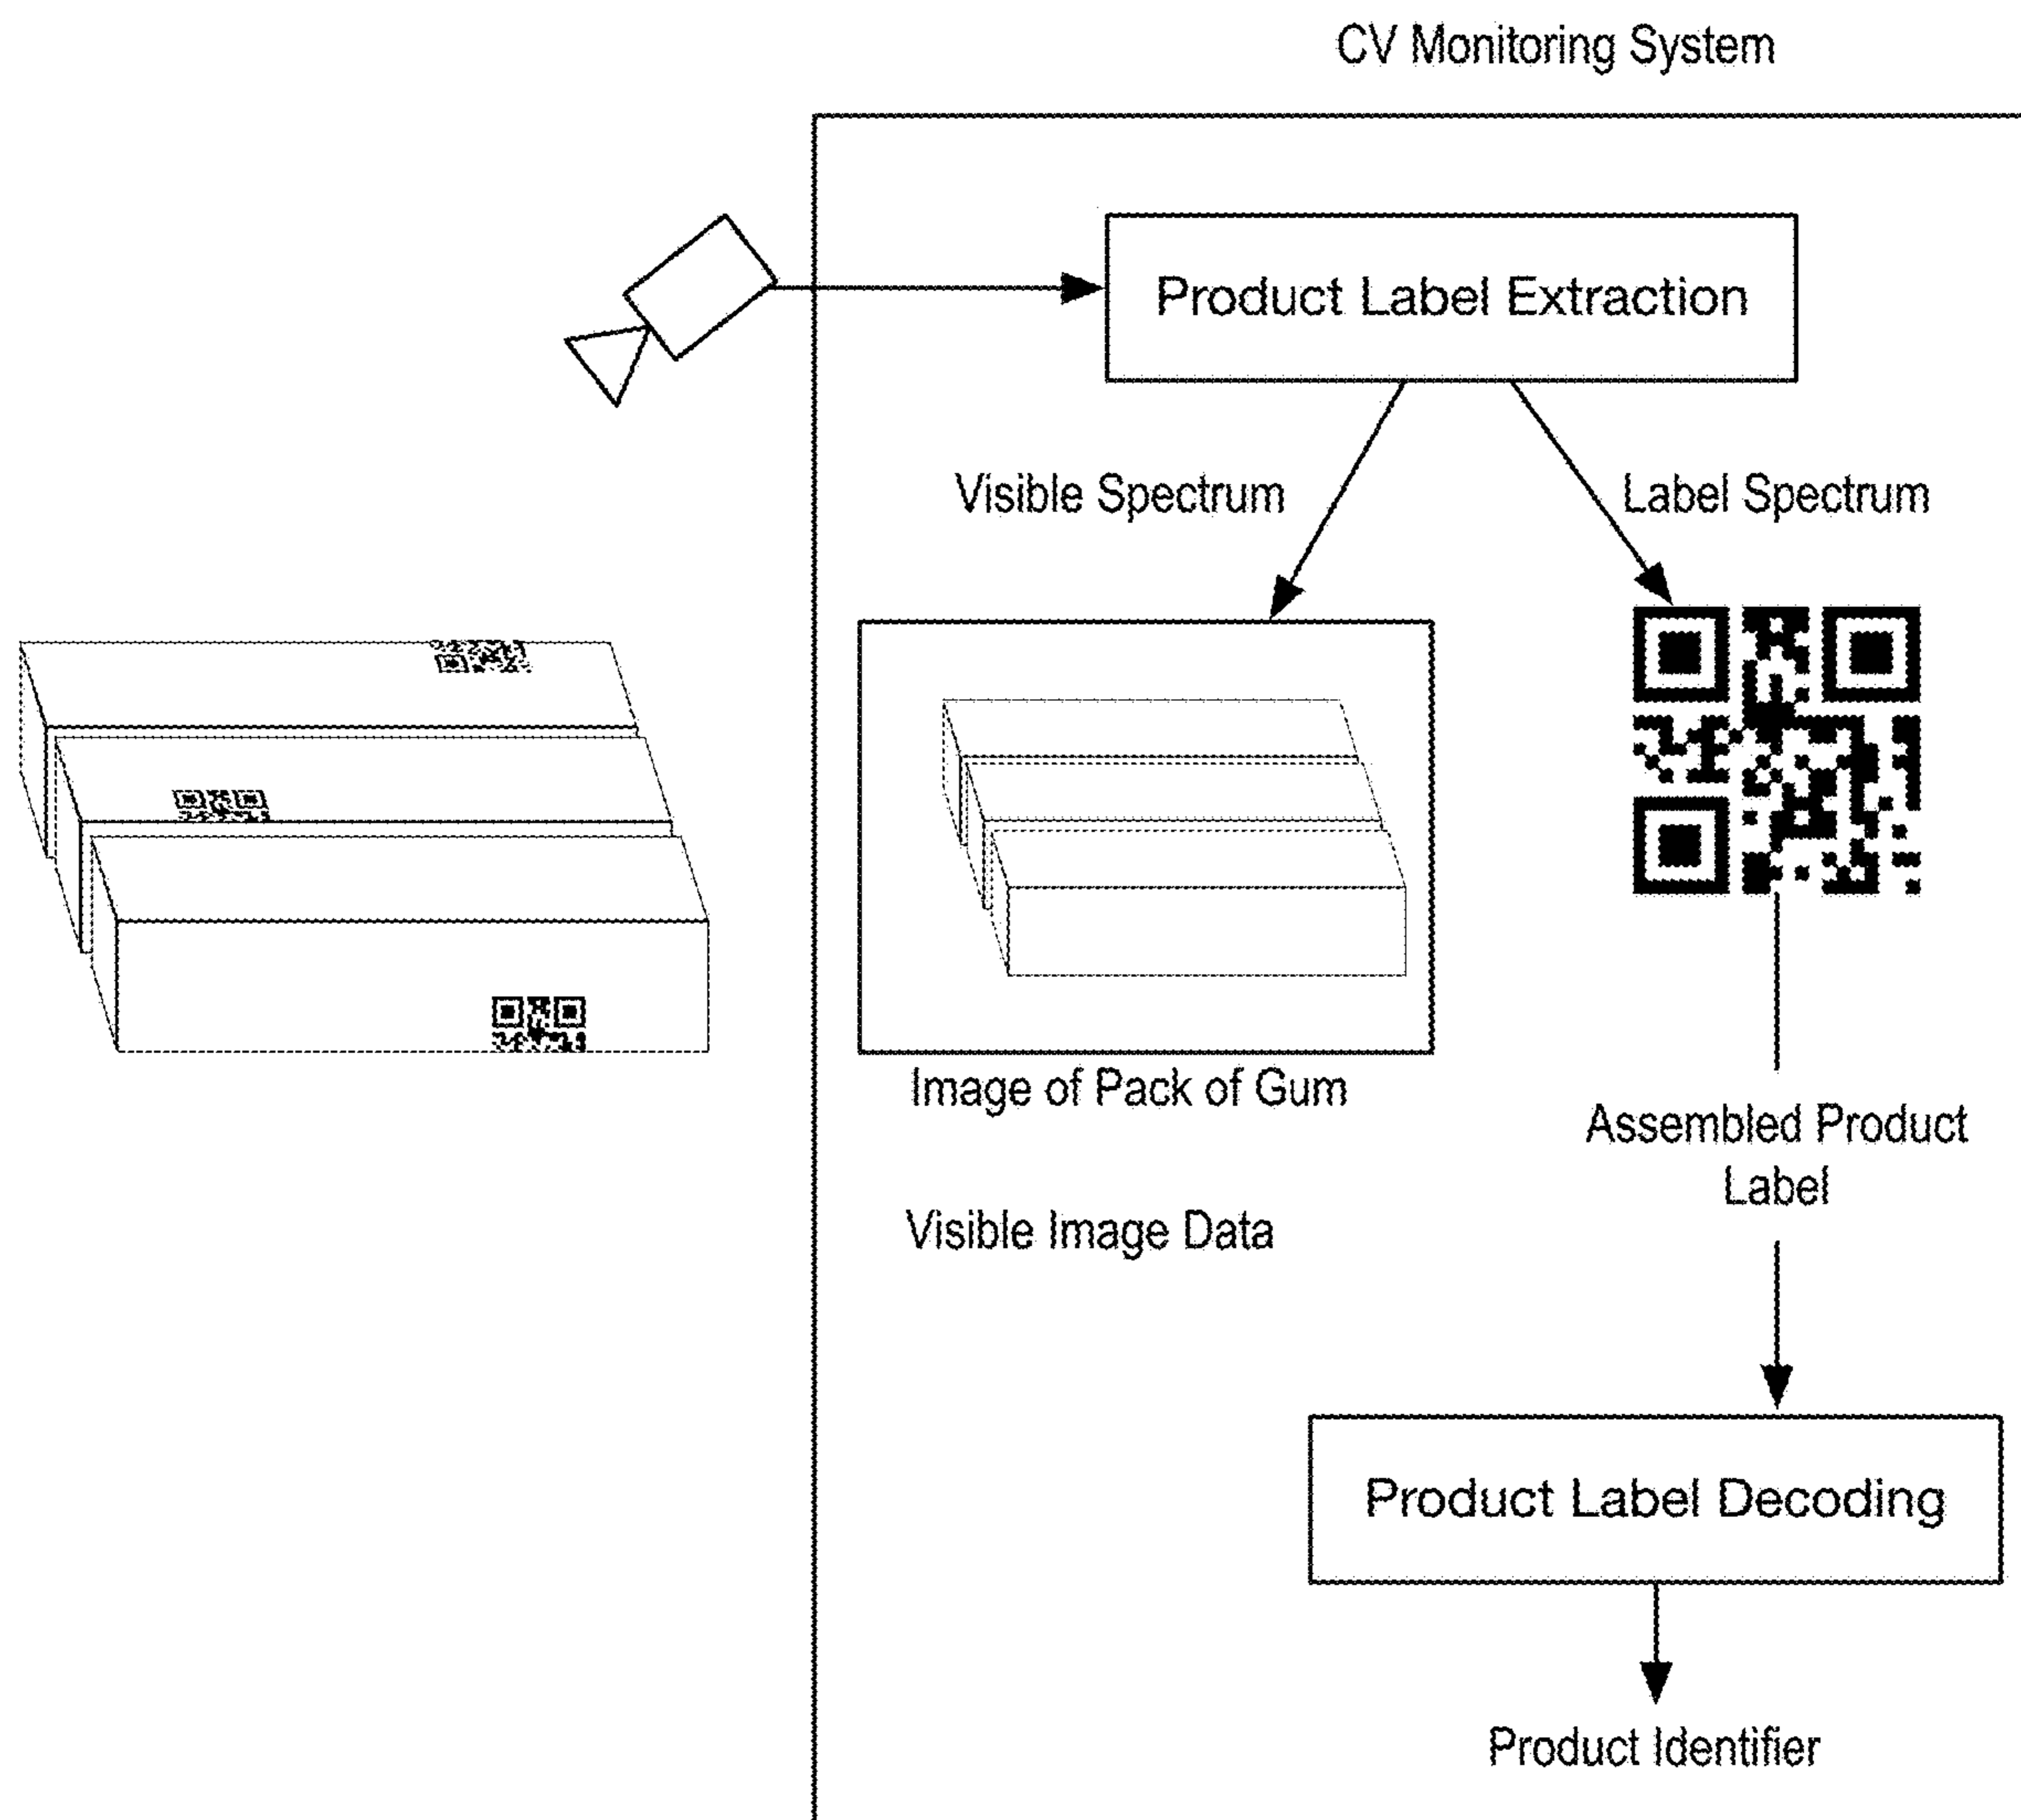 CV Monitoring System
Product Label Extraction
Visible Spectrum
Label Spectrum
Image of Pack of Gum
Assembled Product
Label
Visible Image Data
Product Label Decoding
Product Identifier